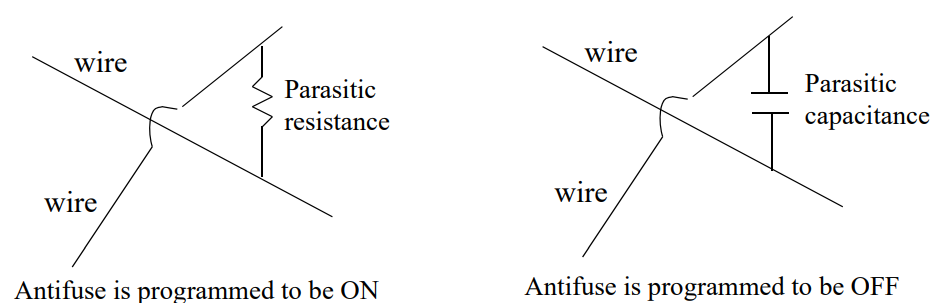 wire
Parasitic
resistance
wire
Antifuse is programmed to be ON
wire
Parasitic
capacitance
wire
Antifuse is programmed to be OFF